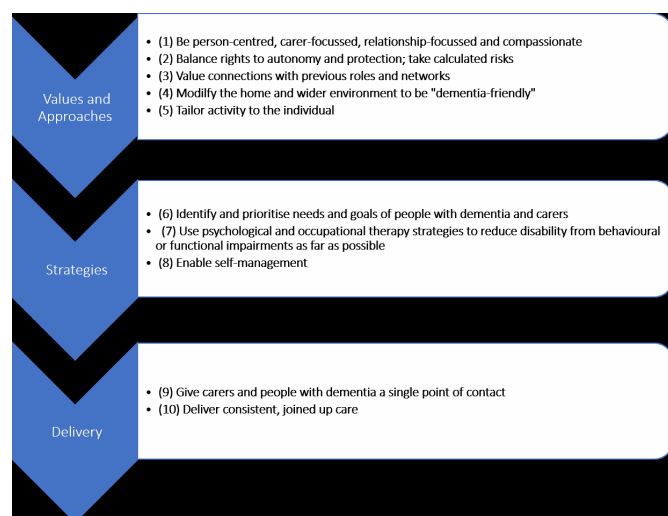 Values and
Approaches
• (1) Be person-centred, carer-focussed, relationship-focussed and compassionate
• (2) Balance rights to autonomy and protection; take calculated risks
• (3) Value connections with previous roles and networks
• (4) Modilfy the home and wider environment to be "dementia-friendly"
• (5) Tailor activity to the individual
Strategies
• (6) Identify and prioritise needs and goals of people with dementia and carers
• (7) Use psychological and occupational therapy strategies to reduce disability from behavioural
or functional impairments as far as possible
• (8) Enable self-management
Delivery
• (9) Give carers and people with dementia a single point of contact
• (10) Deliver consistent, joined up care